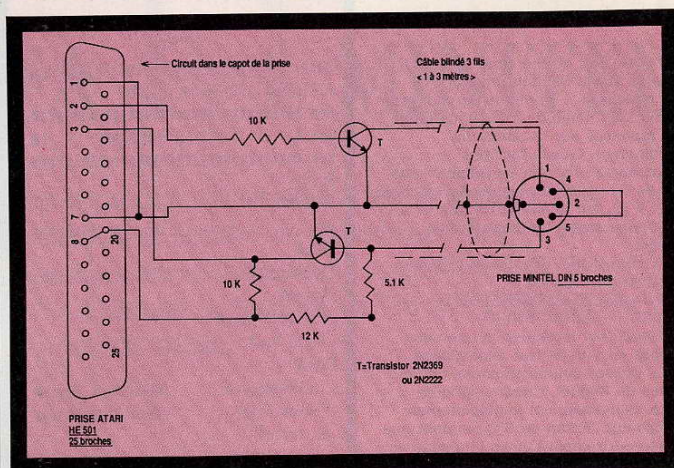 Circuit dans le capot de la prise
Câble blindé 3 fils
< 1 à 3 mètres >
1
2
3
7
8
20
25
10 K
T
T
10 K
5.1 K
12 K
1
4
2
5
3
PRISE MINITEL DIN 5 broches
T=Transistor 2N2369
ou 2N2222
PRISE ATARI
HE 501
25 broches